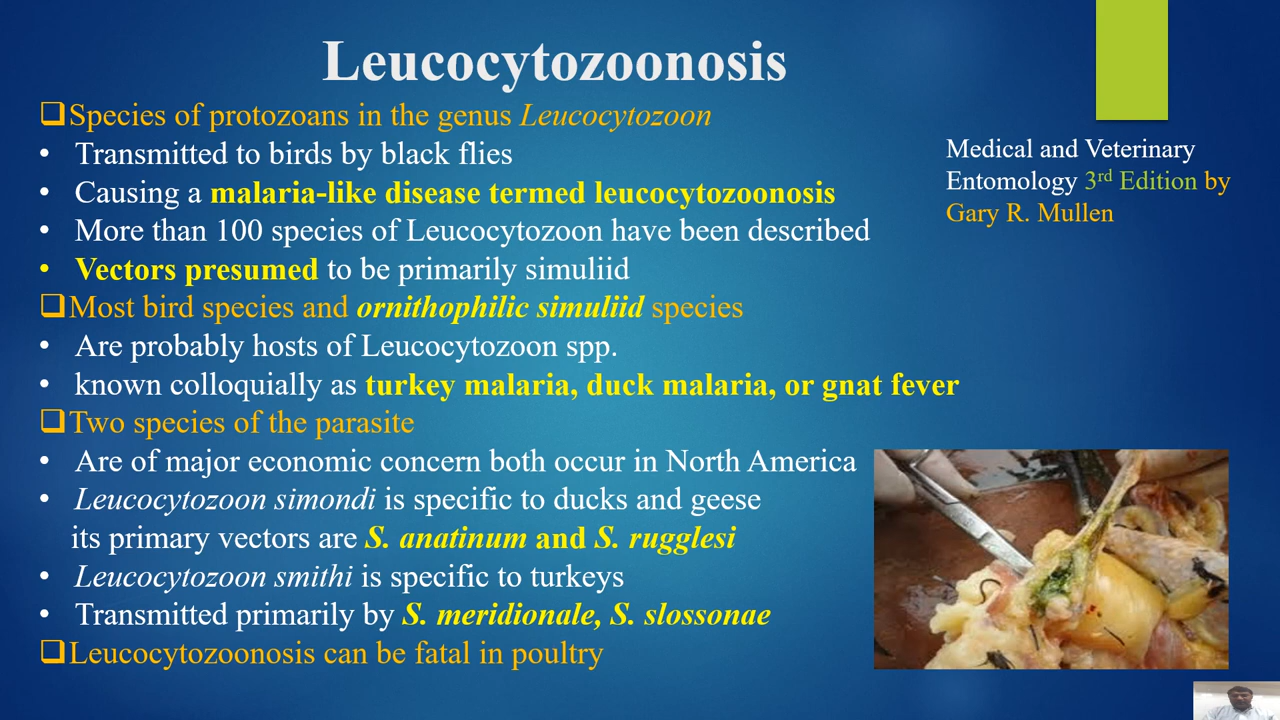 Leucocytozoonosis
❑Species of protozoans in the genus Leucocytozoon
• Transmitted to birds by black flies
• Causing a malaria-like disease termed leucocytozoonosis
• More than 100 species of Leucocytozoon have been described
• Vectors presumed to be primarily simuliid
❑Most bird species and ornithophilic simuliid species
• Are probably hosts of Leucocytozoon spp.
• known colloquially as turkey malaria, duck malaria, or gnat fever
❑Two species of the parasite
• Are of major economic concern both occur in North America
• Leucocytozoon simondi is specific to ducks and geese
its primary vectors are S. anatinum and S. rugglesi
• Leucocytozoon smithi is specific to turkeys
• Transmitted primarily by S. meridionale, S. slossonae
❑Leucocytozoonosis can be fatal in poultry
Medical and Veterinary
Entomology 3rd Edition by
Gary R. Mullen